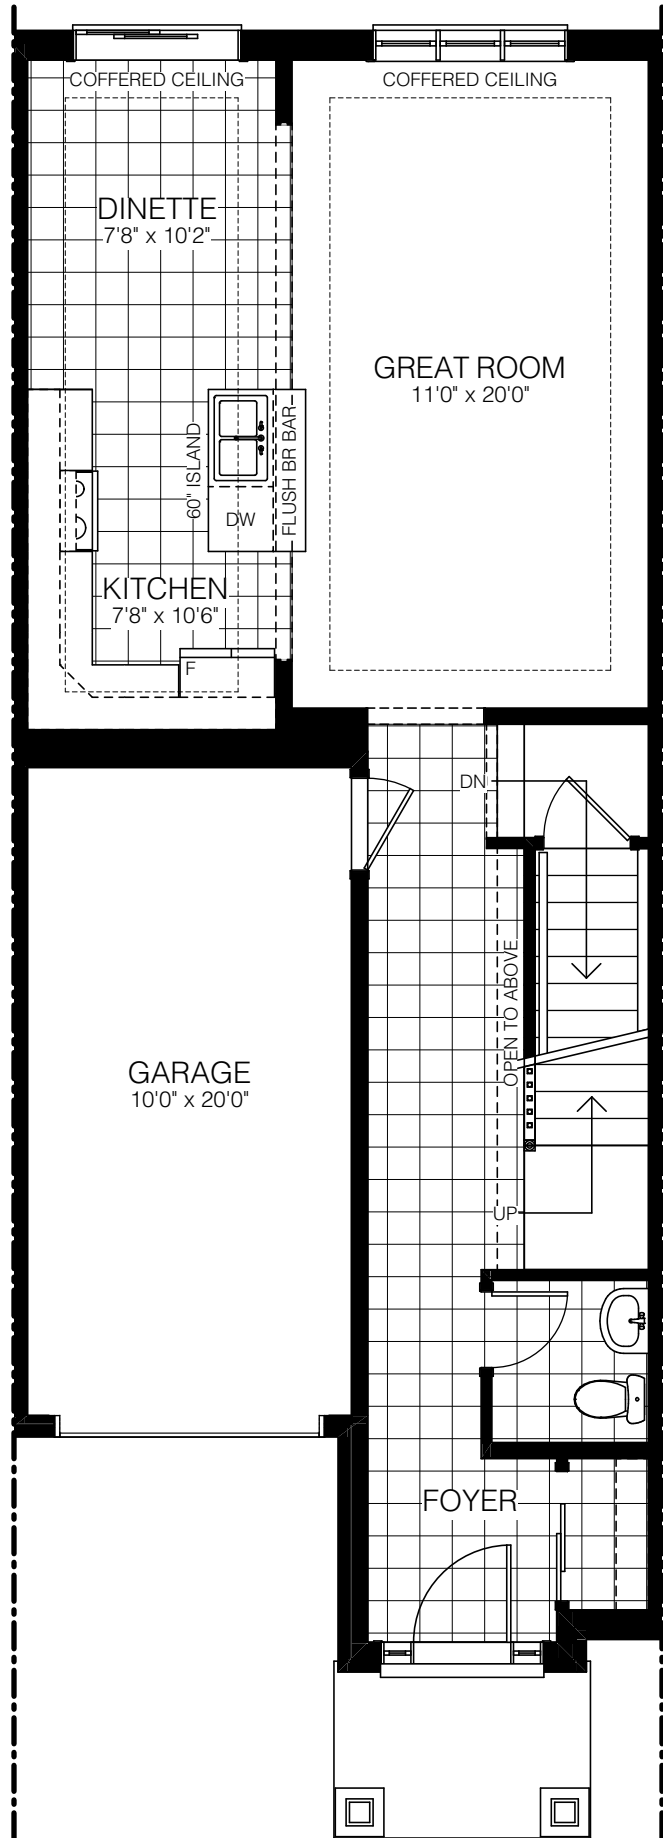 COFFERED CEILING
COFFERED CEILING
DINETTE
7'8" x 10'2"
GREAT ROOM
11'0" x 20'0"
60" ISLAND
FLUSH BR BAR
DW
KITCHEN
7'8" x 10'6"
F
DN
OPEN TO ABOVE
GARAGE
10'0" x 20'0"
UP
FOYER